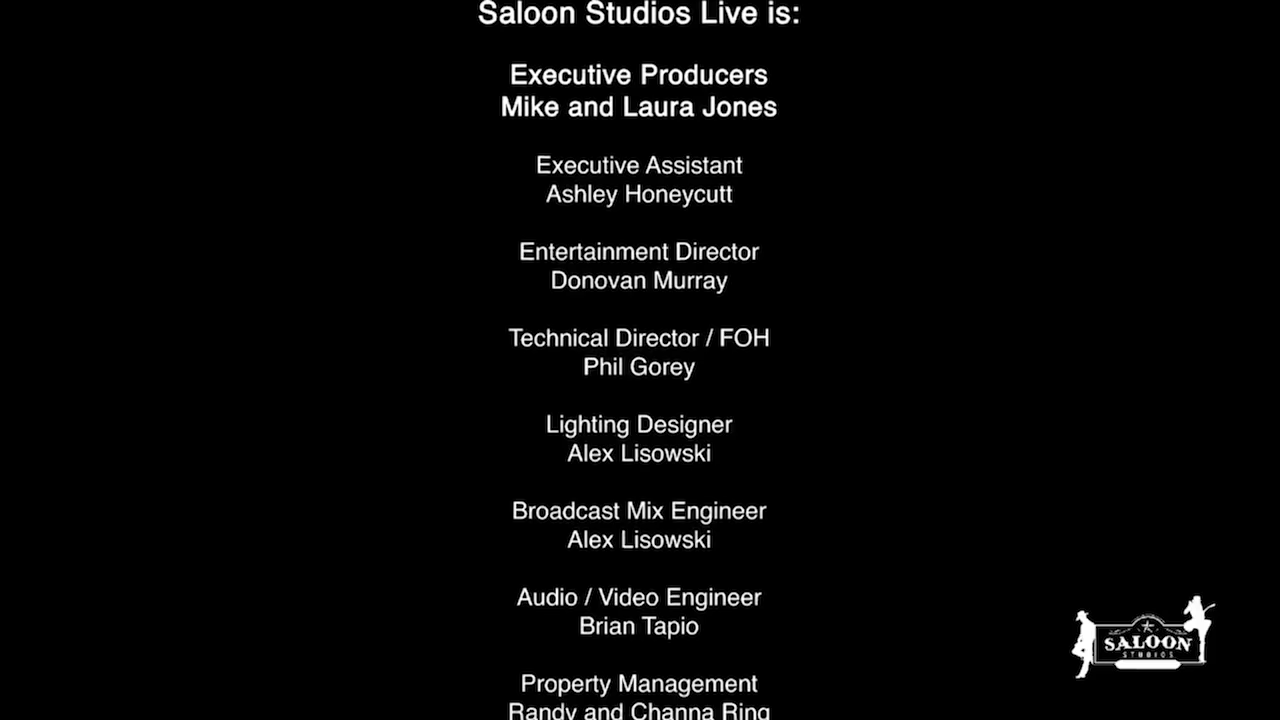 Saloon Studios Live is:
Executive Producers
Mike and Laura Jones
Executive Assistant
Ashley Honeycutt
Entertainment Director
Donovan Murray
Technical Director / FOH
Phil Gorey
Lighting Designer
Alex Lisowski
Broadcast Mix Engineer
Alex Lisowski
Audio / Video Engineer
Brian Tapio
Property Management
Randy and Channa Ring
SALOON
STUDIOS